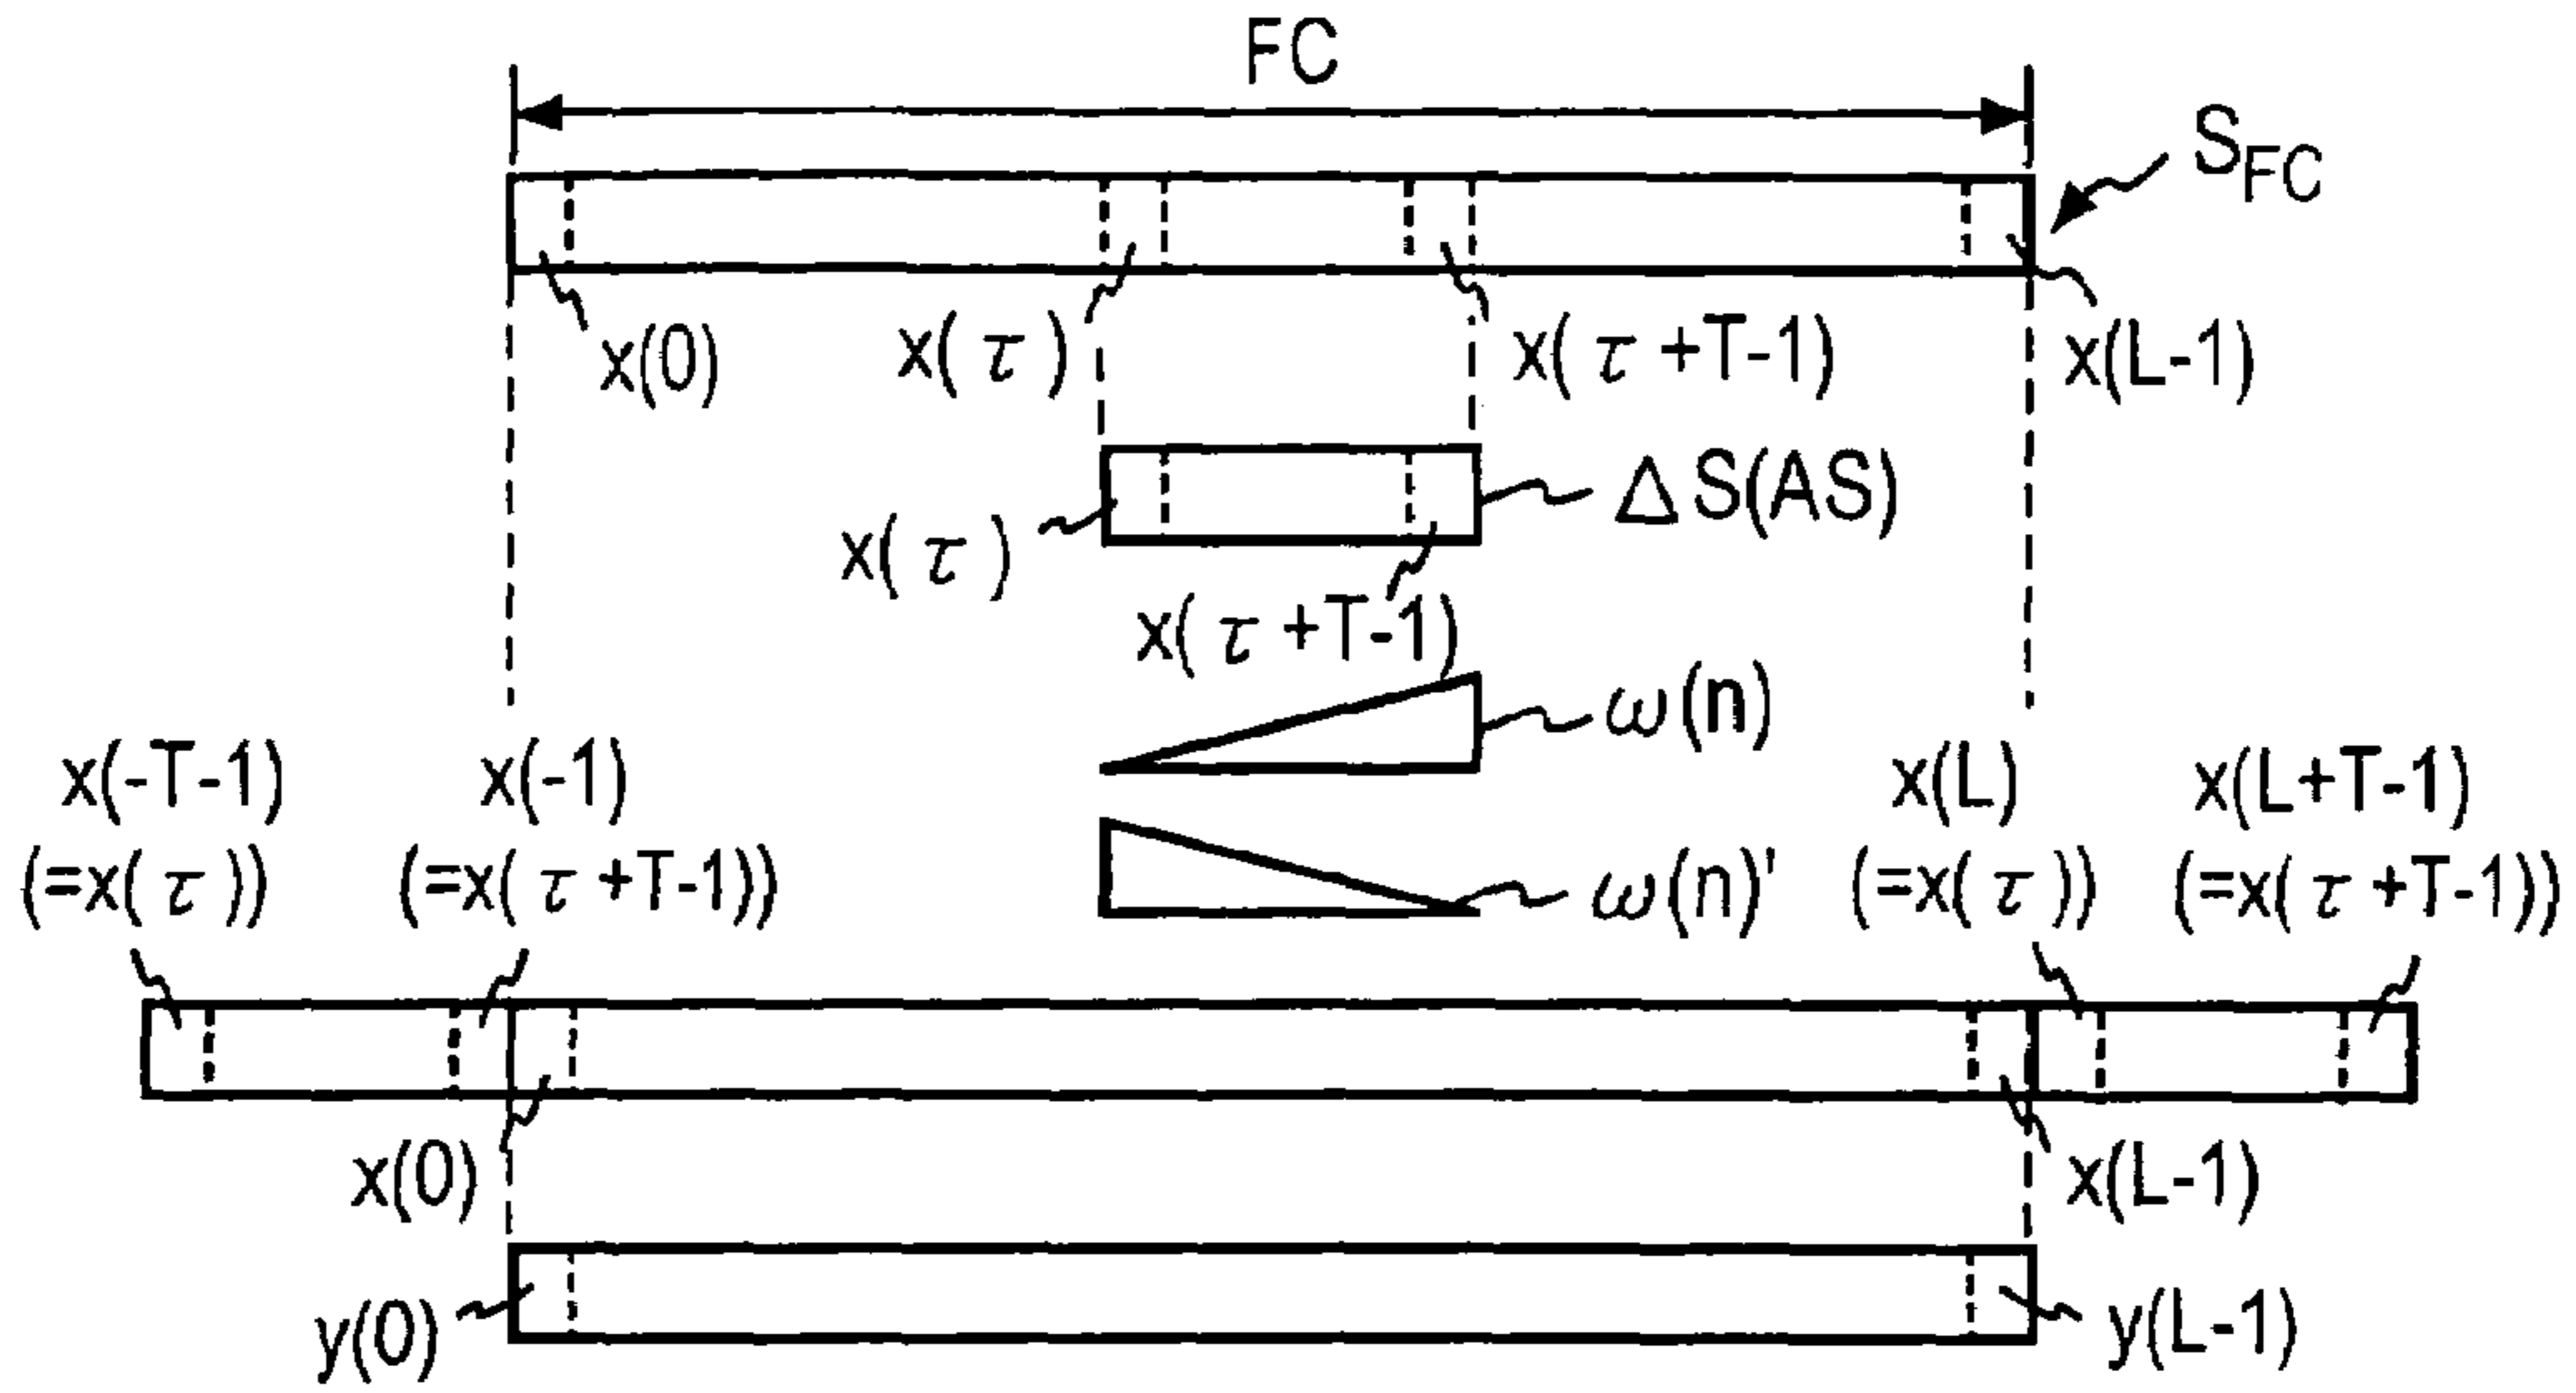 FC
S_FC
x(0)
x(τ)
x(τ+T-1)
x(L-1)
ΔS(AS)
x(τ)
x(τ+T-1)
ω(n)
x(-T-1)
(=x(τ))
x(-1)
(=x(τ+T-1))
ω(n)'
x(L)
(=x(τ))
x(L+T-1)
(=x(τ+T-1))
x(0)
x(L-1)
y(0)
y(L-1)